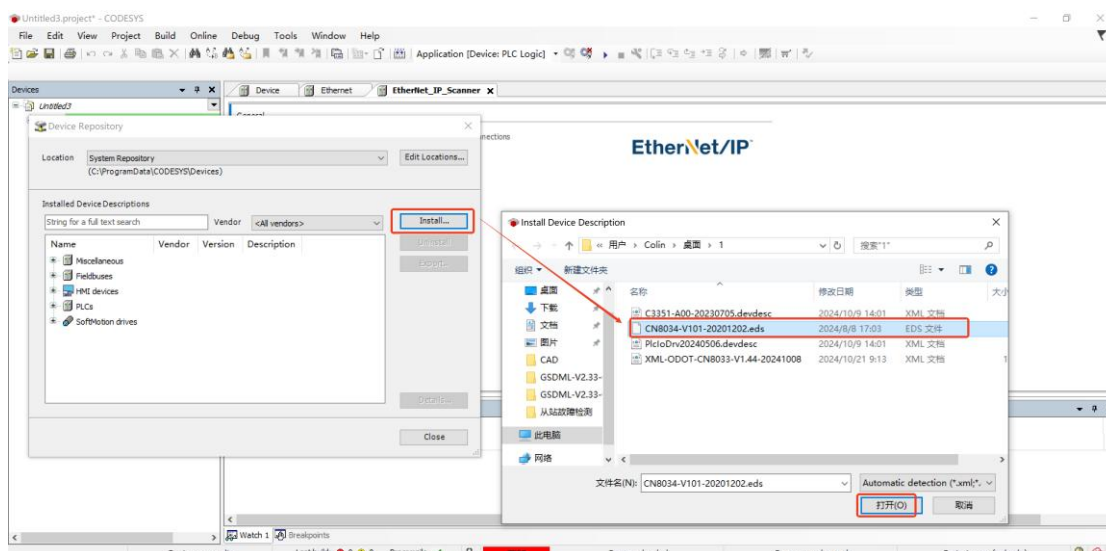 Untitled3.project* - CODESYS
File Edit View Project Build Online Debug Tools Window Help
Application [Device: PLC Logic]
Devices
Device Ethernet EtherNet_IP_Scanner
Untitled3
General
Device Repository
nections
EtherNet/IP
Location System Repository Edit Locations...
(C:\ProgramData\CODESYS\Devices)
Installed Device Descriptions
String for a full text search Vendor <All vendors> Install...
Name Vendor Version Description
Uninstall
Export...
Miscellaneous
Fieldbuses
HMI devices
PLCs
SoftMotion drives
Details...
Close
Install Device Description
« 用户 > Colin > 桌面 > 1
搜索"1"
组织 新建文件夹
名称 修改日期 类型 大小
桌面
下载
文档
图片
CAD
GSDML-V2.33-
GSDML-V2.33-
从站故障检测
此电脑
网络
C3351-A00-20230705.devdesc 2024/10/9 14:01 XML 文档
CN8034-V101-20201202.eds 2024/8/8 17:03 EDS 文件
PlcIoDrv20240506.devdesc 2024/10/9 14:01 XML 文档
XML-ODOT-CN8033-V1.44-20241008 2024/10/21 9:13 XML 文档 1
文件名(N): CN8034-V101-20201202.eds Automatic detection (*.xml;*.
打开(O) 取消
Watch 1 Breakpoints